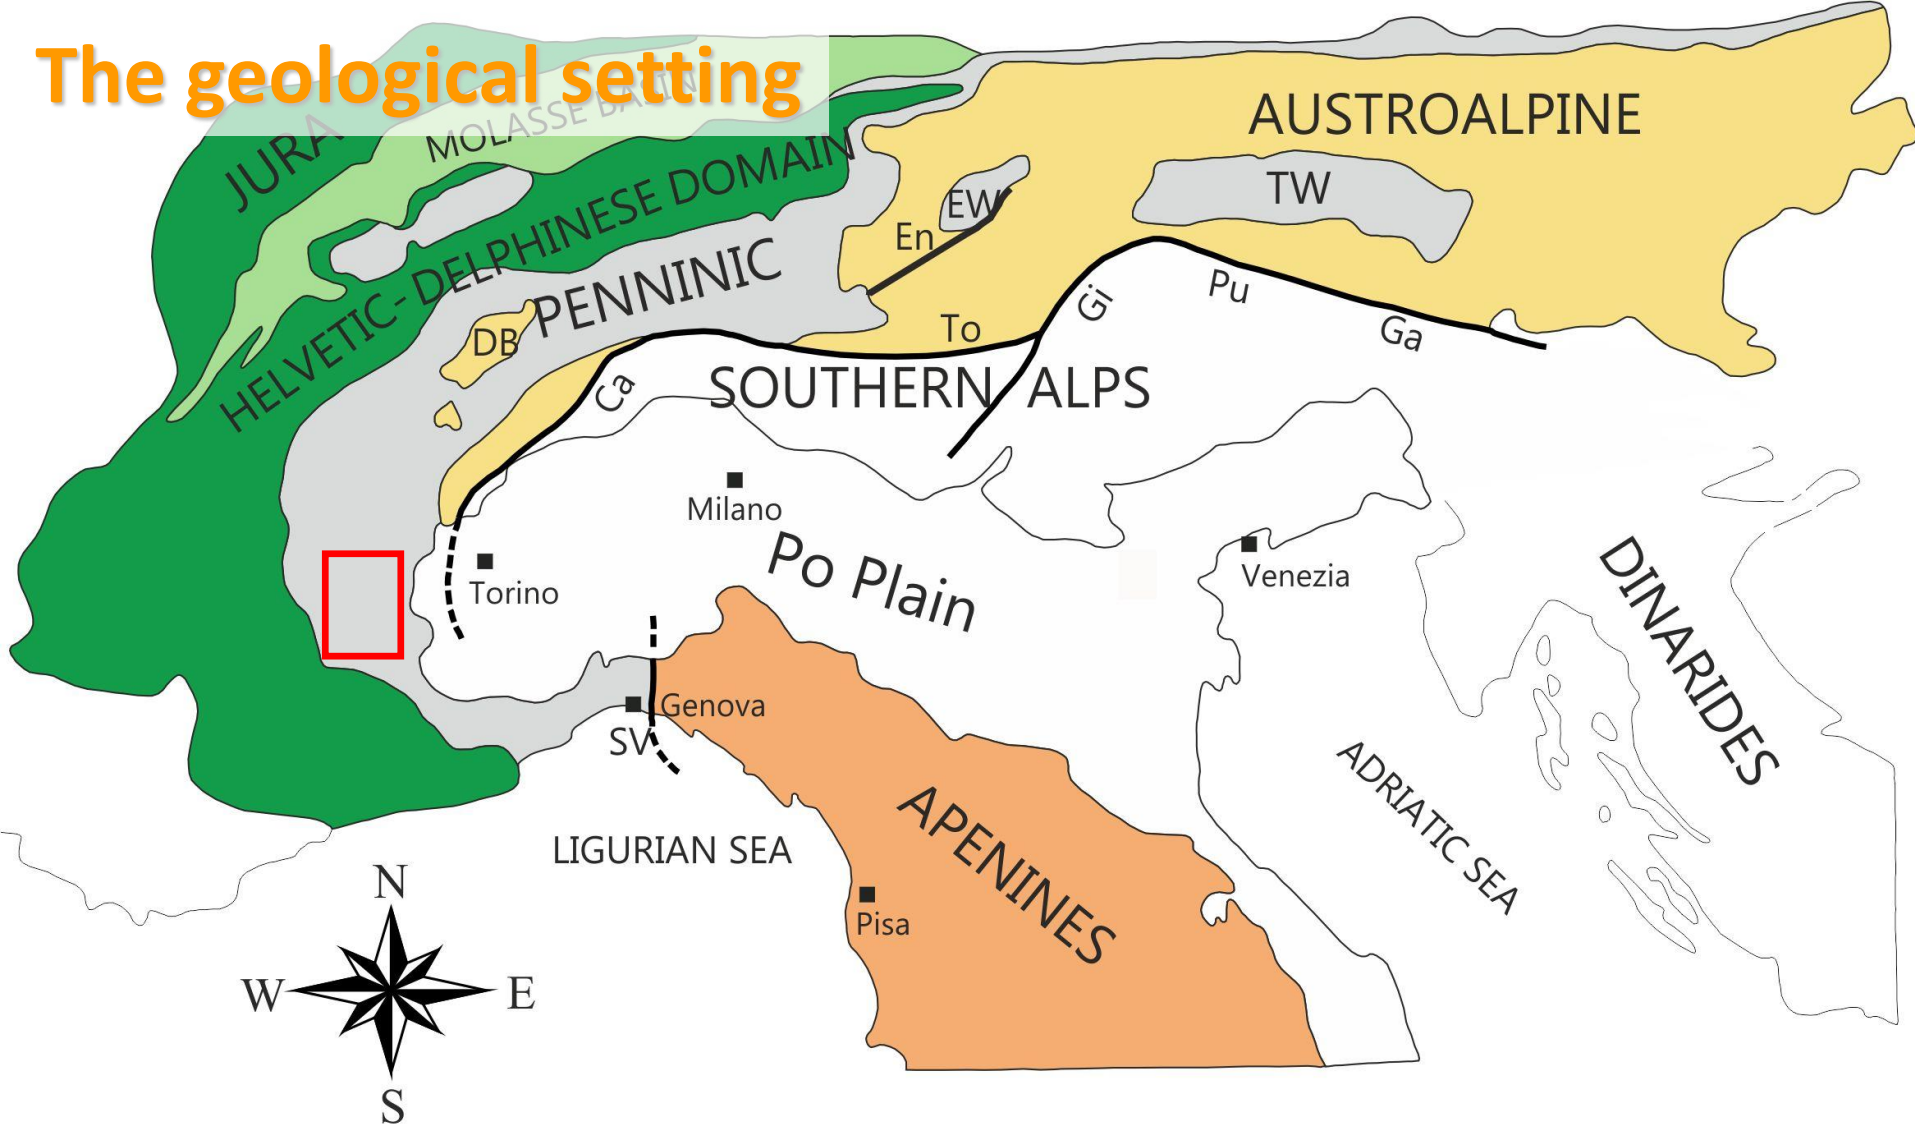 The geological setting
JURA
MOLASSE BASIN
HELVETIC-DELPHINESE DOMAIN
AUSTROALPINE
TW
EW
En
PENNINIC
DB
To
Gi
Pu
Ga
Ca
SOUTHERN ALPS
Milano
Torino
Po Plain
Venezia
DINARIDES
Genova
SV
ADRIATIC SEA
LIGURIAN SEA
APENINES
Pisa
N
W
E
S